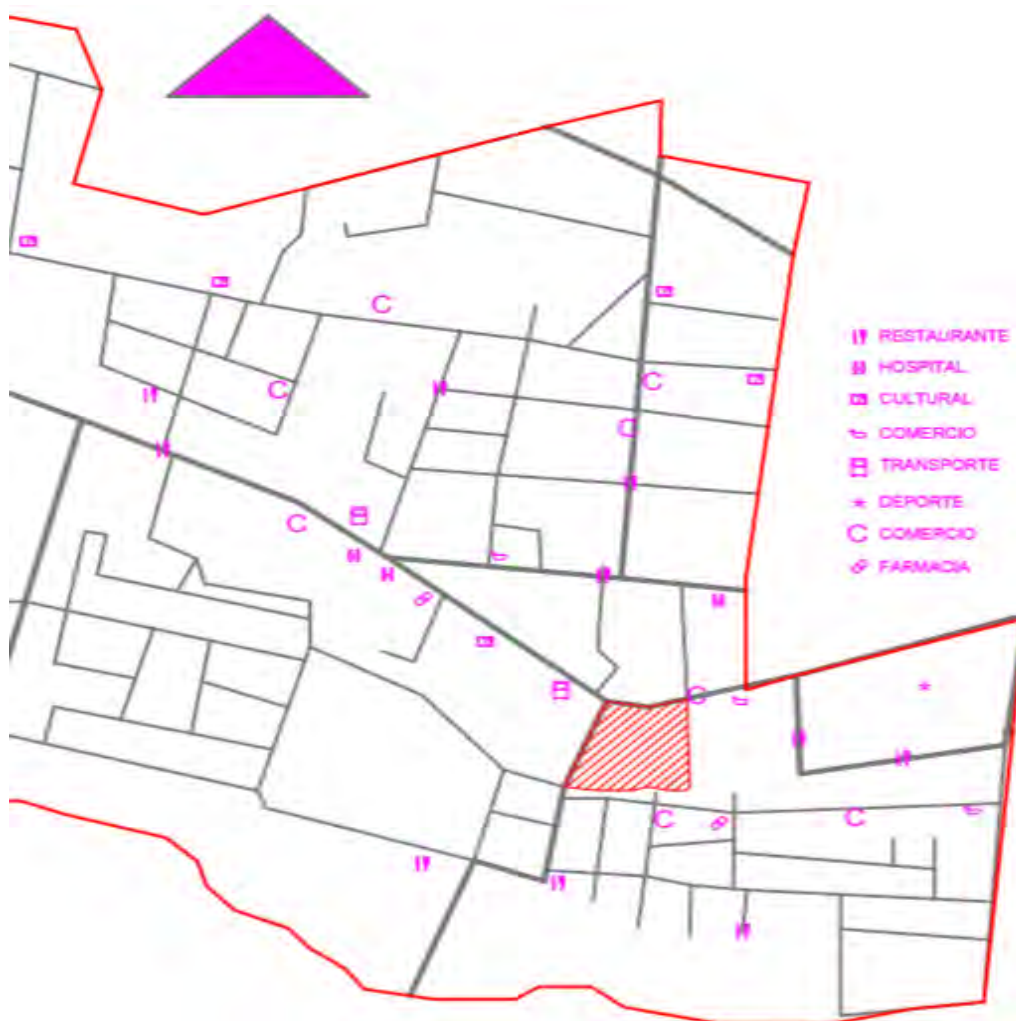 RESTAURANTE
HOSPITAL
CULTURAL
COMERCIO
TRANSPORTE
DEPORTE
COMERCIO
FARMACIA